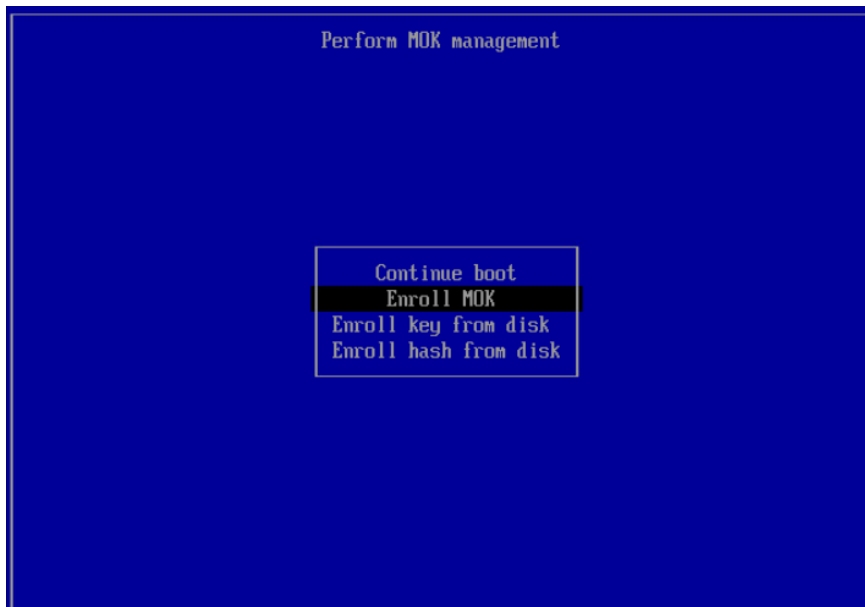 Perform MOK management
Continue boot
Enroll MOK
Enroll key from disk
Enroll hash from disk